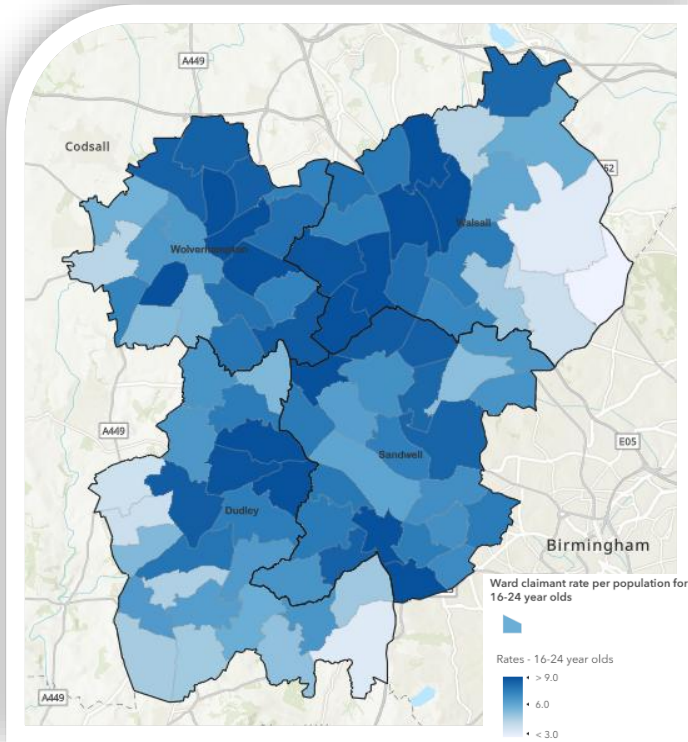 A449
Codsall
62
Walsall
Wolverhampton
A449
Sandwell
E05
Dudley
Birmingham
Ward claimant rate per population for
16-24 year olds
Rates - 16-24 year olds
> 9.0
6.0
< 3.0
A449